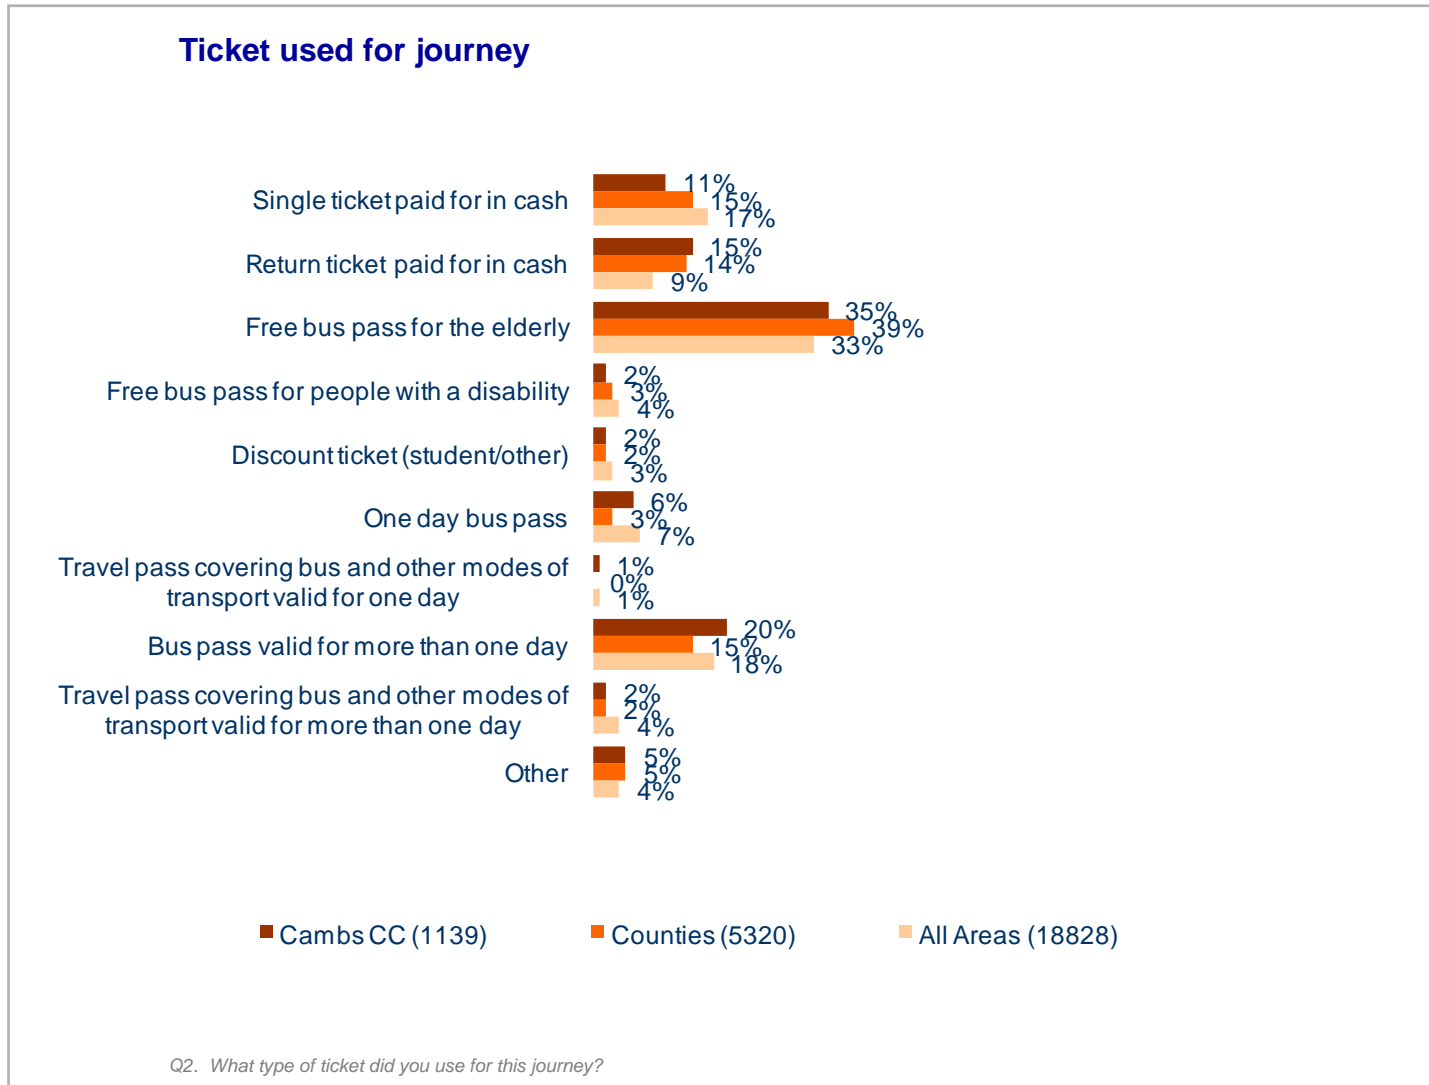 Ticket used for journey
Single ticket paid for in cash
11%
15%
17%
Return ticket paid for in cash
15%
14%
9%
Free bus pass for the elderly
35%
39%
33%
Free bus pass for people with a disability
2%
3%
4%
Discount ticket (student/other)
2%
2%
3%
One day bus pass
6%
3%
7%
Travel pass covering bus and other modes of
transport valid for one day
1%
0%
1%
Bus pass valid for more than one day
20%
15%
18%
Travel pass covering bus and other modes of
transport valid for more than one day
2%
2%
4%
Other
5%
5%
4%
Cambs CC (1139) Counties (5320) All Areas (18828)
Q2. What type of ticket did you use for this journey?